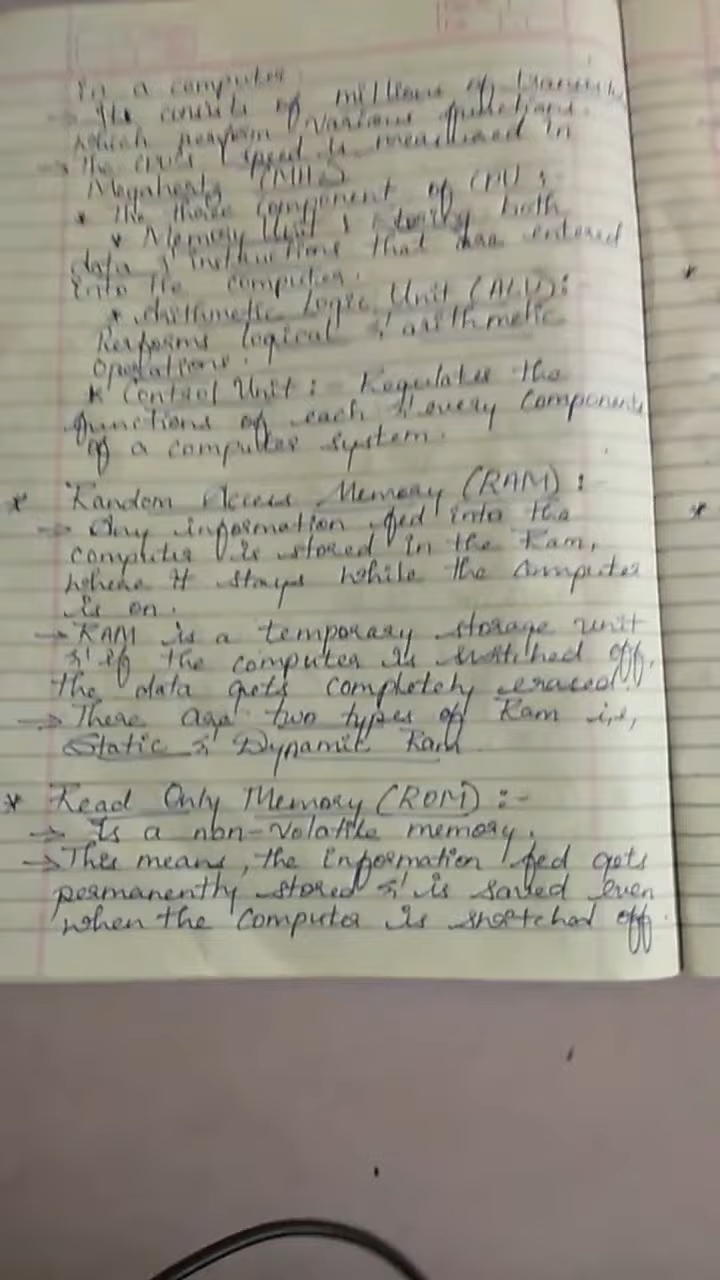 in a computer
→ It consists of millions of transistors
which perform various functions.
→ The CPU's speed is measured in
Megahertz (MHz)
* The three component of CPU :-
* Memory Unit : both
data & instructions that are entered
into the computer.
* Arithmetic Logic Unit (ALU):-
Performs logical & arithmetic
operations.
* Control Unit :- Regulates the
functions of each & every components
of a computer system.
* Random Access Memory (RAM) :-
→ Any information fed into the
computer is stored in the Ram,
where it stays while the computer
is on.
→ RAM is a temporary storage unit
& if the computer is switched off,
the data gets completely eraced.
→ There are two types of Ram i,e,
Static & Dynamic Ram
* Read Only Memory (ROM) :-
→ Is a non-volatile memory.
→ This means, the information fed gets
permanently stored & is saved even
when the computer is switched off.